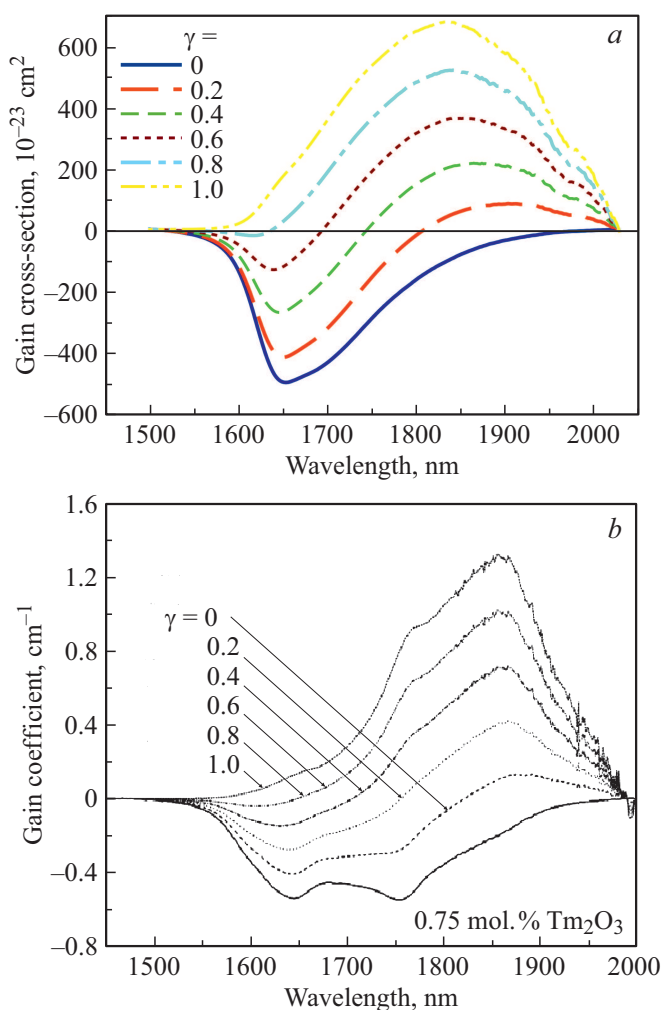 a
γ =
0
0.2
0.4
0.6
0.8
1.0
600
400
200
0
–200
–400
–600
Gain cross-section, 10⁻²³ cm²
1500 1600 1700 1800 1900 2000
Wavelength, nm
b
γ = 0
0.2
0.4
0.6
0.8
1.0
1.6
1.2
0.8
0.4
0
–0.4
–0.8
Gain coefficient, cm⁻¹
0.75 mol.% Tm₂O₃
1500 1600 1700 1800 1900 2000
Wavelength, nm